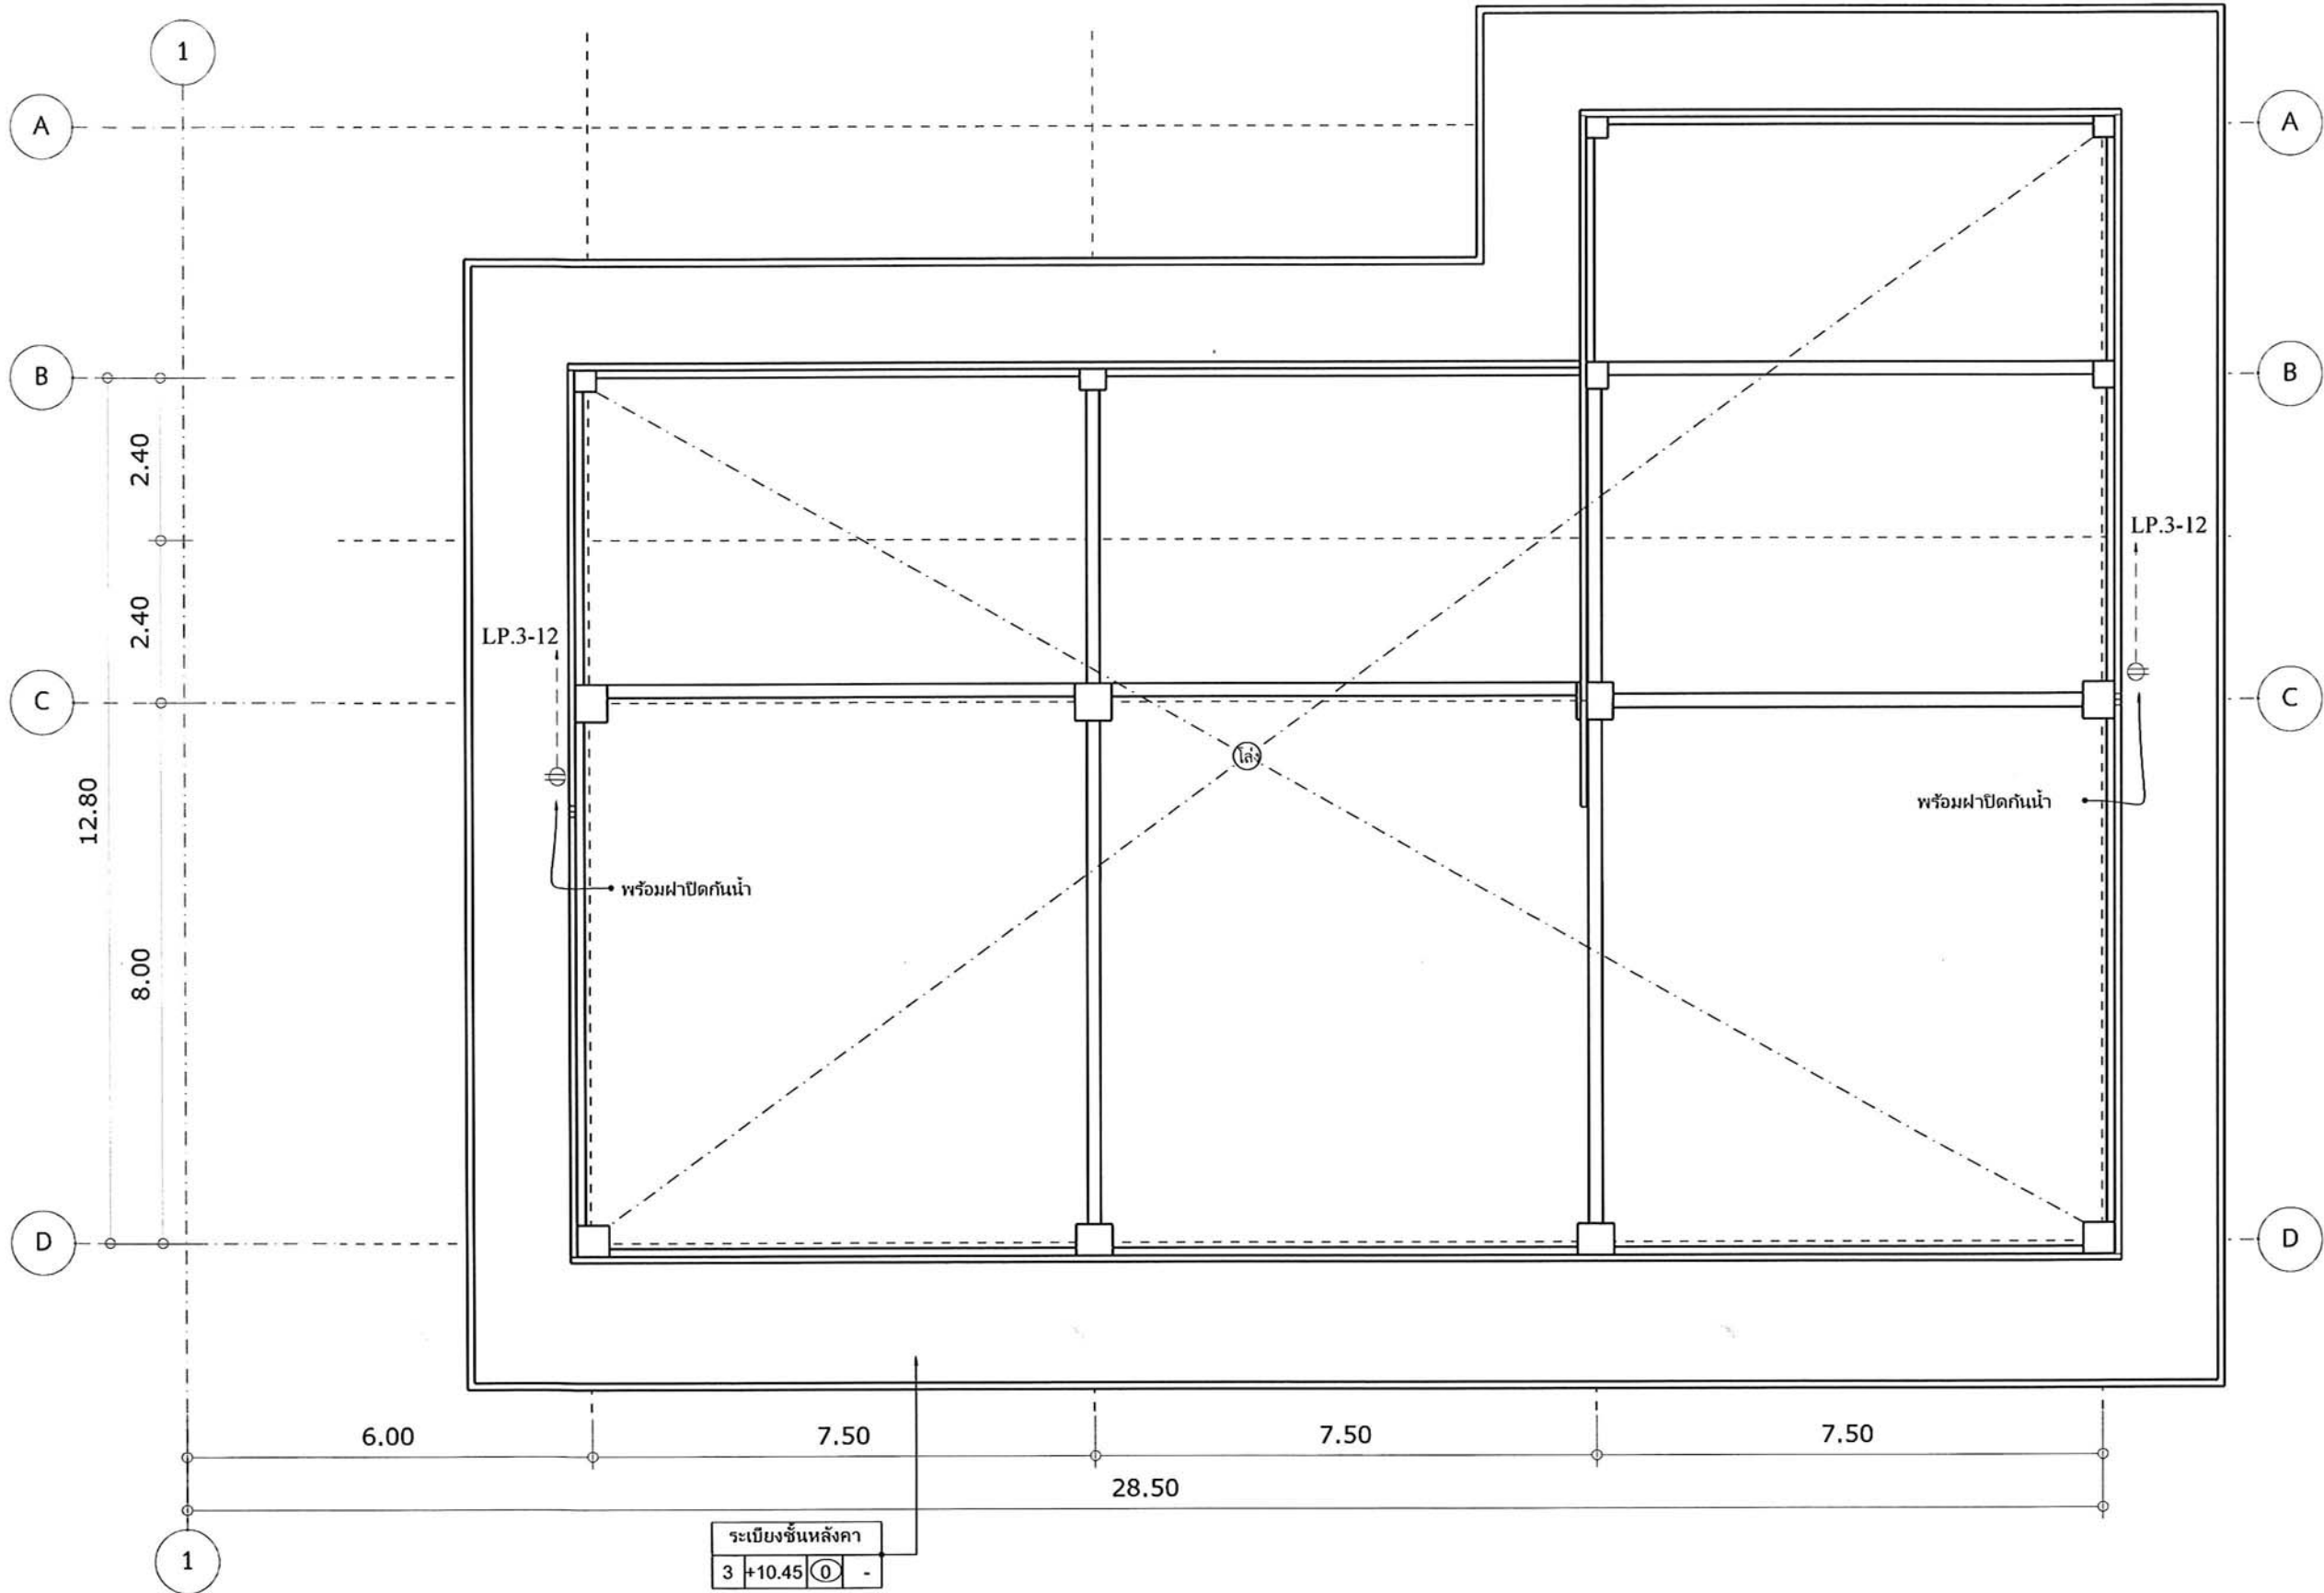 1
A
A
B
B
2.40
LP.3-12
2.40
LP.3-12
C
C
โล่ง
12.80
พร้อมฝาปิดกันน้ำ
พร้อมฝาปิดกันน้ำ
8.00
D
D
6.00
7.50
7.50
7.50
28.50
ระเบียงชั้นหลังคา
3 +10.45 0 -
1